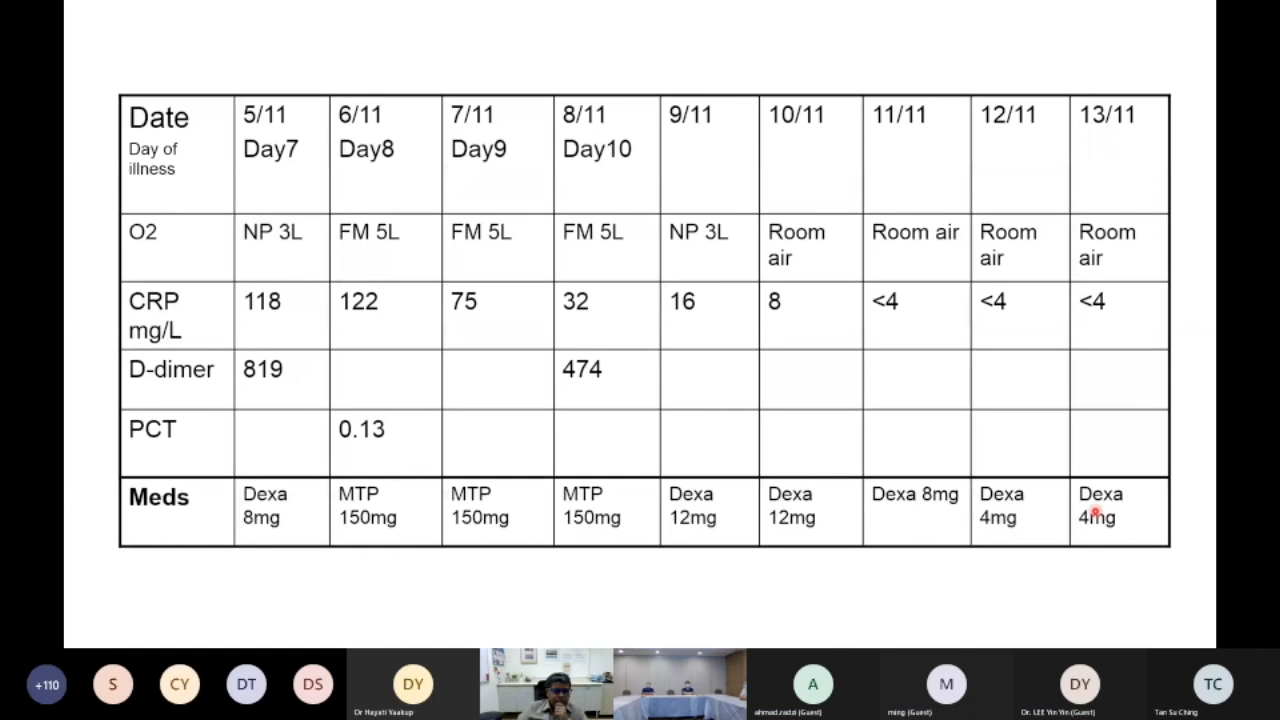 Date 5/11 6/11 7/11 8/11 9/11 10/11 11/11 12/11 13/11
Day of Day7 Day8 Day9 Day10
illness
O2 NP 3L FM 5L FM 5L FM 5L NP 3L Room Room air Room Room
air air air
CRP 118 122 75 32 16 8 <4 <4 <4
mg/L
D-dimer 819 474
PCT 0.13
Meds Dexa MTP MTP MTP Dexa Dexa Dexa 8mg Dexa Dexa
8mg 150mg 150mg 150mg 12mg 12mg 4mg 4mg
+110 S CY DT DS DY A M DY TC
Dr Hayati Yaakup ahmad.radzi (Guest) ming (Guest) Dr. LEE Yin Yin (Guest) Tan Su Ching